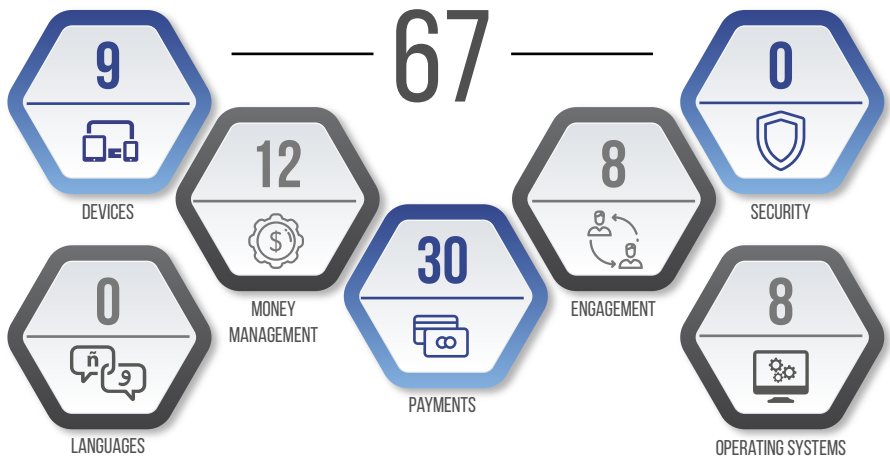 67
9
DEVICES
12
MONEY
MANAGEMENT
30
PAYMENTS
8
ENGAGEMENT
0
SECURITY
0
ñ
و
LANGUAGES
8
OPERATING SYSTEMS